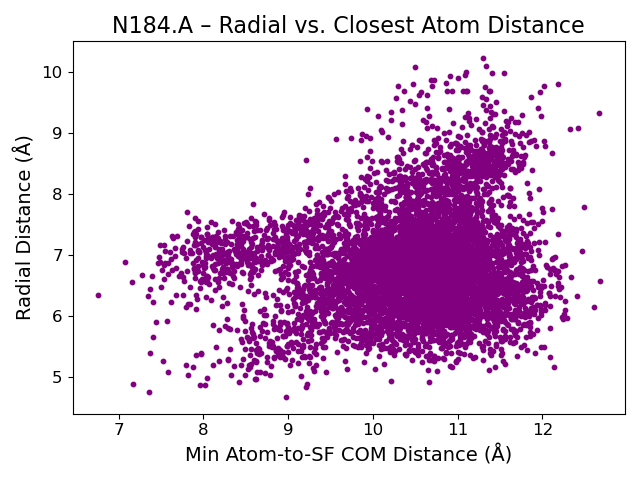 N184.A – Radial vs. Closest Atom Distance
10
9
8
7
6
5
Radial Distance (Å)
7 8 9 10 11 12
Min Atom-to-SF COM Distance (Å)